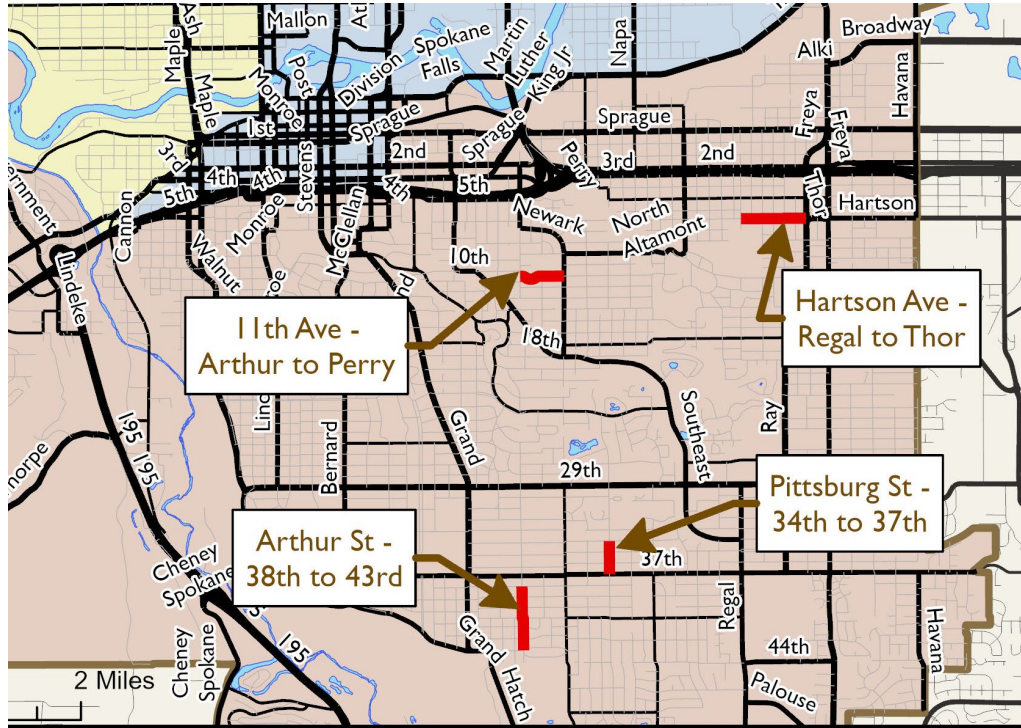 Ash
Maple
Maple
Mallon
Post
Monroe
Division
Spokane
Falls
Martin
Luther
King Jr
Napa
Alki
Broadway
Havana
1st
Sprague
Sprague
Sprague
Freya
Freya
3rd
2nd
Perry
3rd
2nd
4th
4th
5th
Stevens
4th
5th
Thor
Hartson
Cannon
Lindeke
Walnut
Monroe
McClellan
Newark
North
Altamont
10th
11th Ave -
Arthur to Perry
Hartson Ave -
Regal to Thor
18th
195
195
Bernard
Grand
Southeast
Ray
29th
Pittsburg St -
34th to 37th
Arthur St -
38th to 43rd
37th
Cheney
Spokane
Regal
Grand
Hatch
195
44th
Havana
Palouse
Cheney
Spokane
2 Miles